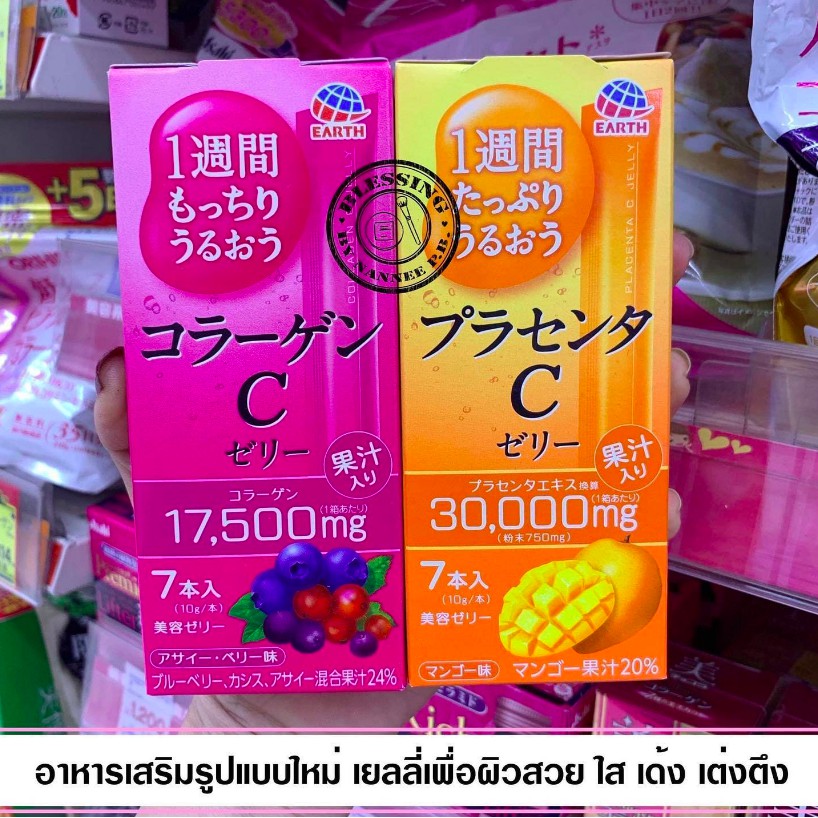 EARTH
1週間
もっちり
うるおう
コラーゲン
C
ゼリー
果汁
入り
コラーゲン
(1箱あたり)
17,500mg
7本入
(10g/本)
美容ゼリー
アサイー・ベリー味
ブルーベリー、カシス、アサイー混合果汁24%
EARTH
1週間
たっぷり
うるおう
PLACENTA C JELLY
プラセンタ
C
ゼリー
果汁
入り
プラセンタエキス換算
(1箱あたり)
30,000mg
(粉末750mg)
7本入
(10g/本)
美容ゼリー
マンゴー味
マンゴー果汁20%
BLESSING
BY NANNEE P.B.
+5
Asahi
อาหารเสริมรูปแบบใหม่ เยลลี่เพื่อผิวสวย ใส เด้ง เต่งตึง